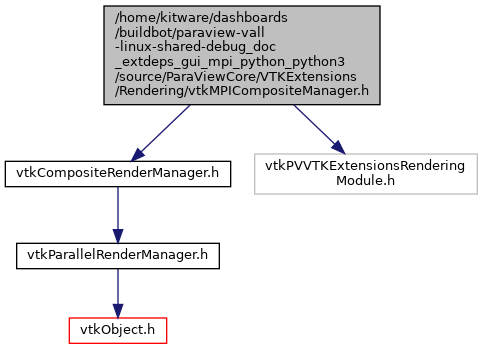 /home/kitware/dashboards
/buildbot/paraview-vall
-linux-shared-debug_doc
_extdeps_gui_mpi_python_python3
/source/ParaViewCore/VTKExtensions
/Rendering/vtkMPICompositeManager.h
vtkCompositeRenderManager.h
vtkPVVTKExtensionsRendering
Module.h
vtkParallelRenderManager.h
vtkObject.h